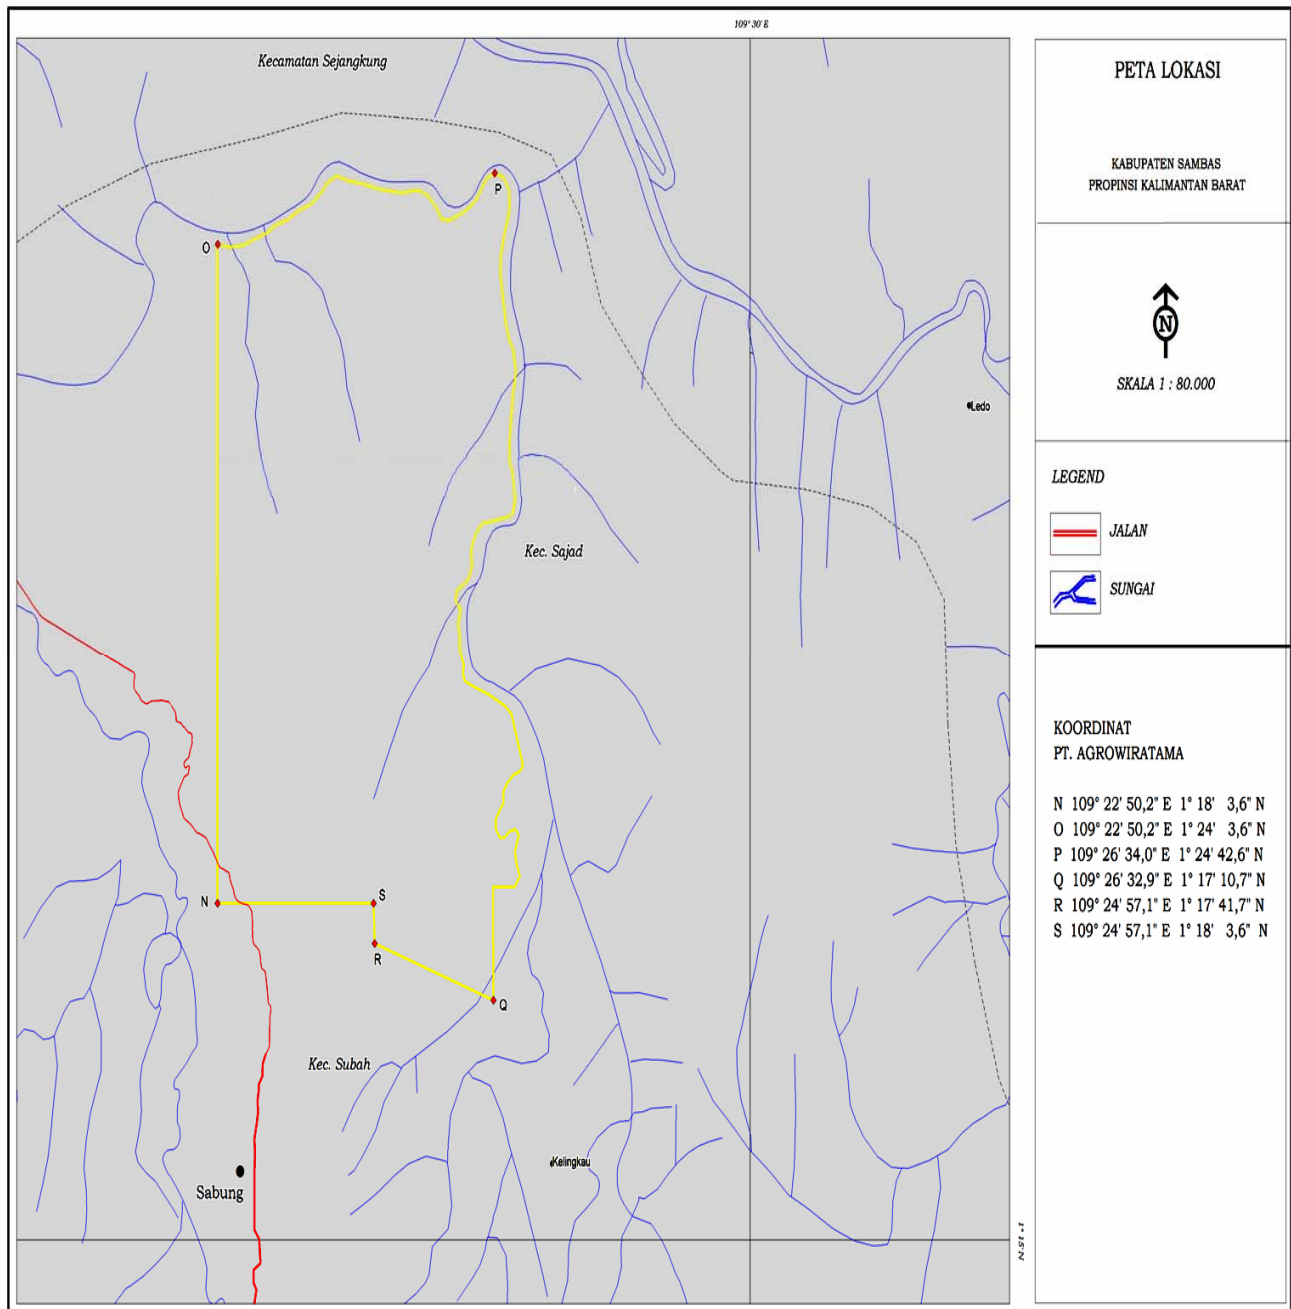 109° 30' E
Kecamatan Sejangkung
P
O
Ledo
Kec. Sajad
N
S
R
Q
Kec. Subah
Kelingkau
Sabung
1° 15' N
PETA LOKASI
KABUPATEN SAMBAS
PROPINSI KALIMANTAN BARAT
N
SKALA 1 : 80.000
LEGEND
JALAN
SUNGAI
KOORDINAT
PT. AGROWIRATAMA
N 109° 22' 50,2" E 1° 18' 3,6" N
O 109° 22' 50,2" E 1° 24' 3,6" N
P 109° 26' 34,0" E 1° 24' 42,6" N
Q 109° 26' 32,9" E 1° 17' 10,7" N
R 109° 24' 57,1" E 1° 17' 41,7" N
S 109° 24' 57,1" E 1° 18' 3,6" N